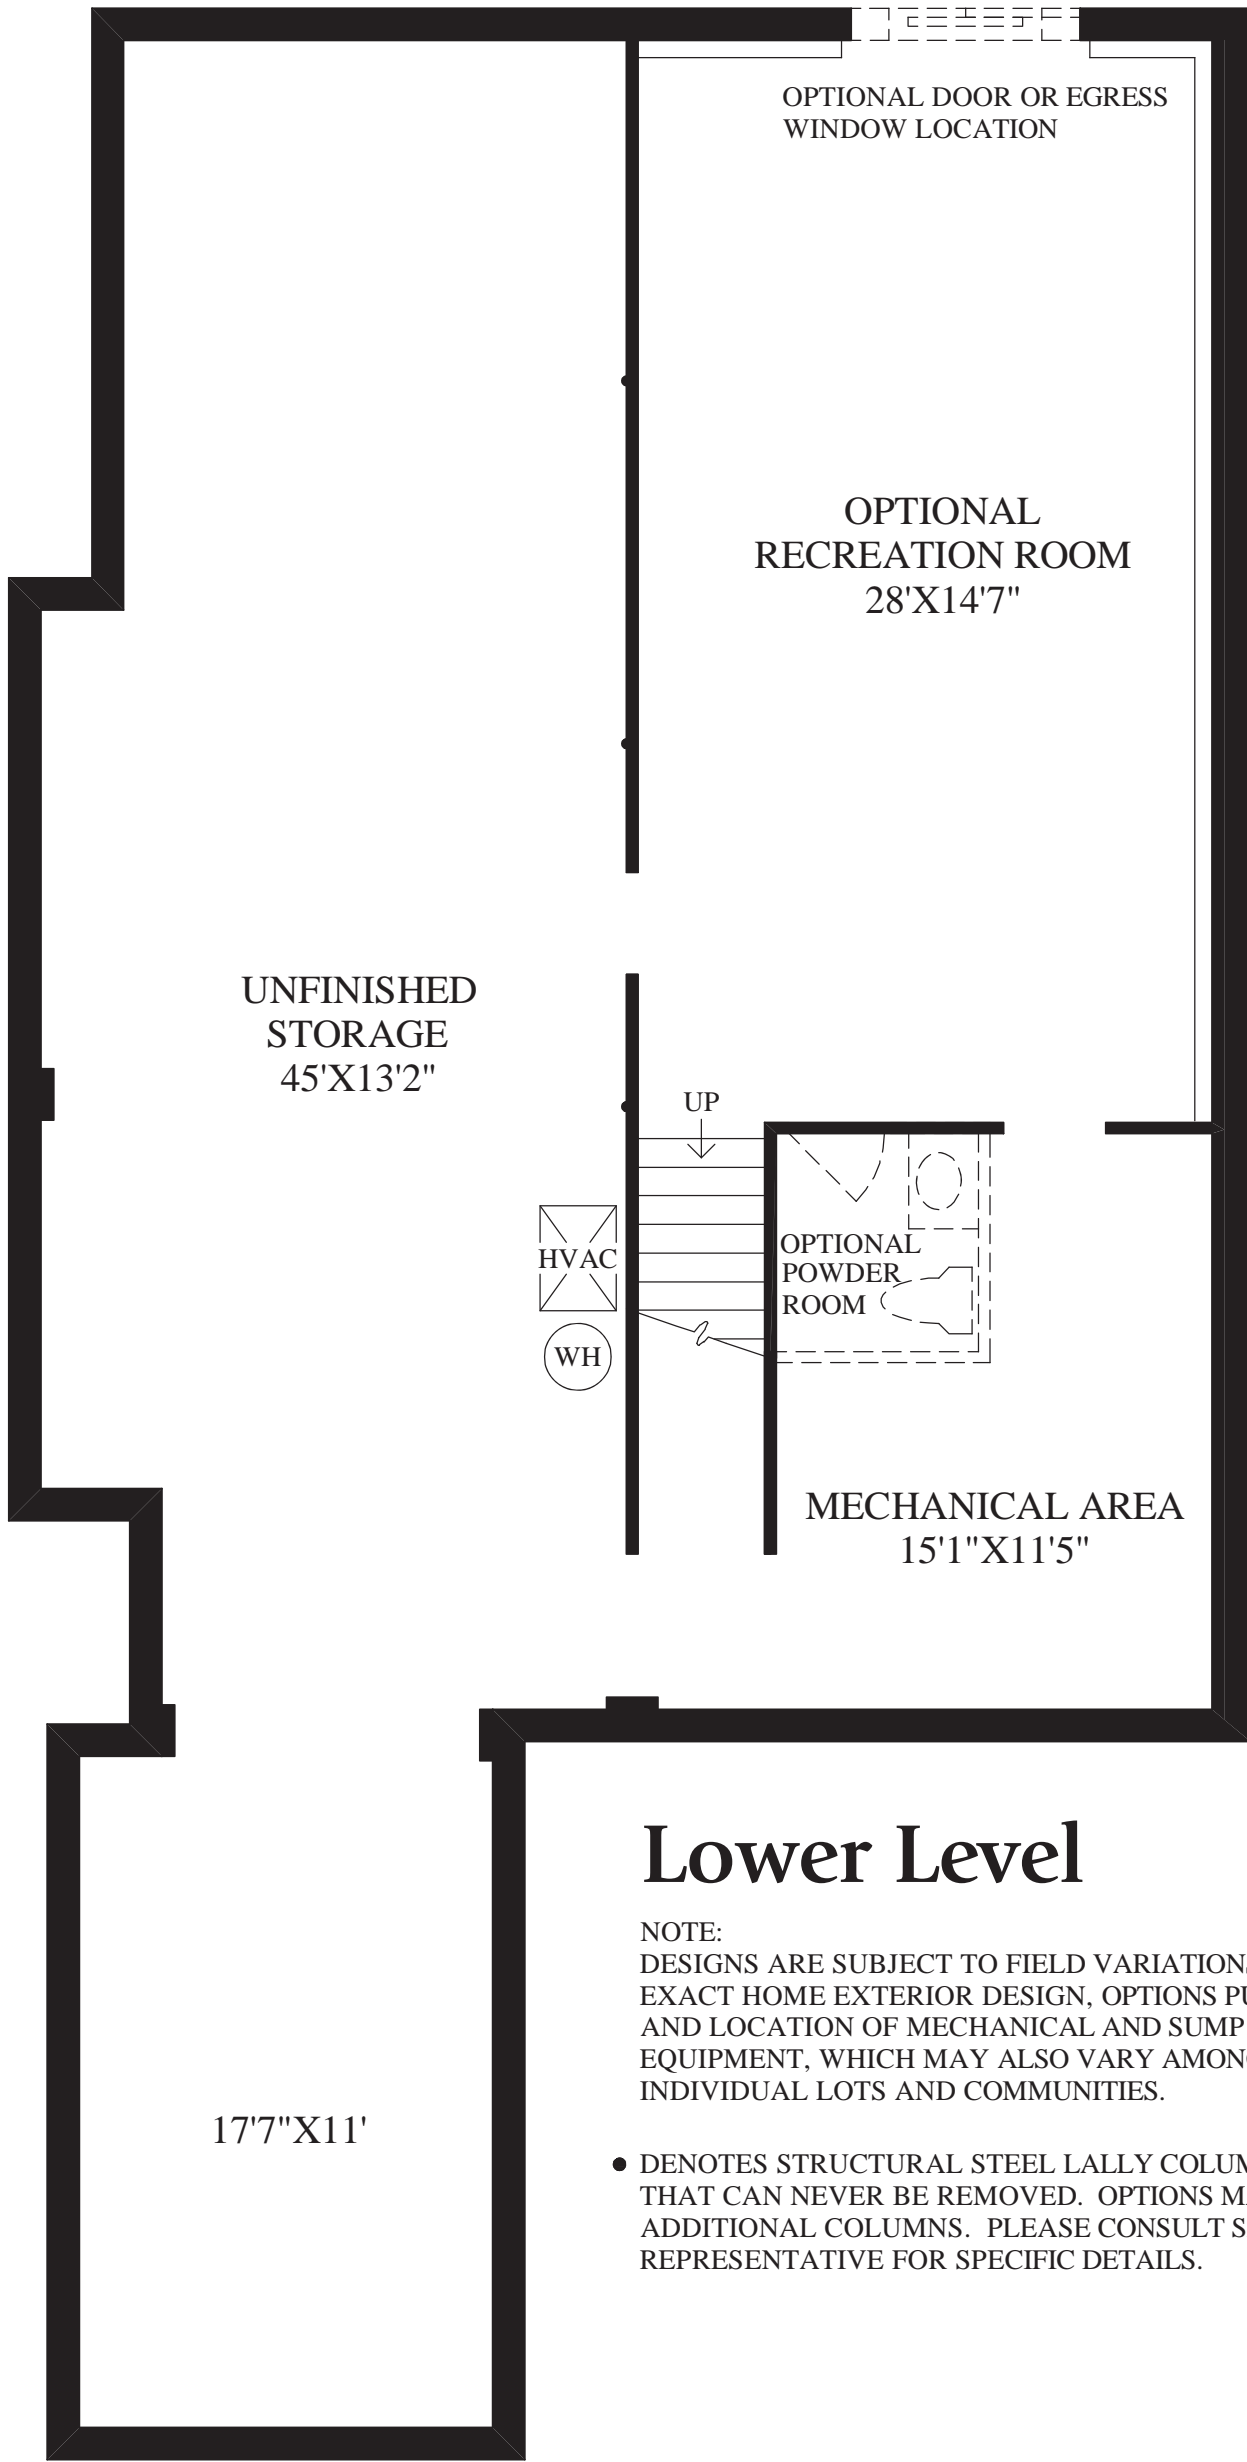 OPTIONAL DOOR OR EGRESS
WINDOW LOCATION
OPTIONAL
RECREATION ROOM
28'X14'7"
UNFINISHED
STORAGE
45'X13'2"
UP
HVAC
WH
OPTIONAL
POWDER
ROOM
MECHANICAL AREA
15'1"X11'5"
17'7"X11'
Lower Level
NOTE:
DESIGNS ARE SUBJECT TO FIELD
EXACT HOME EXTERIOR DESIGN, OPTIONS
AND LOCATION OF MECHANICAL AND SUMP
EQUIPMENT, WHICH MAY ALSO VARY
INDIVIDUAL LOTS AND COMMUNITIES.
● DENOTES STRUCTURAL STEEL LALLY
THAT CAN NEVER BE REMOVED. OPTIONS
ADDITIONAL COLUMNS. PLEASE CONSULT
REPRESENTATIVE FOR SPECIFIC DETAILS.